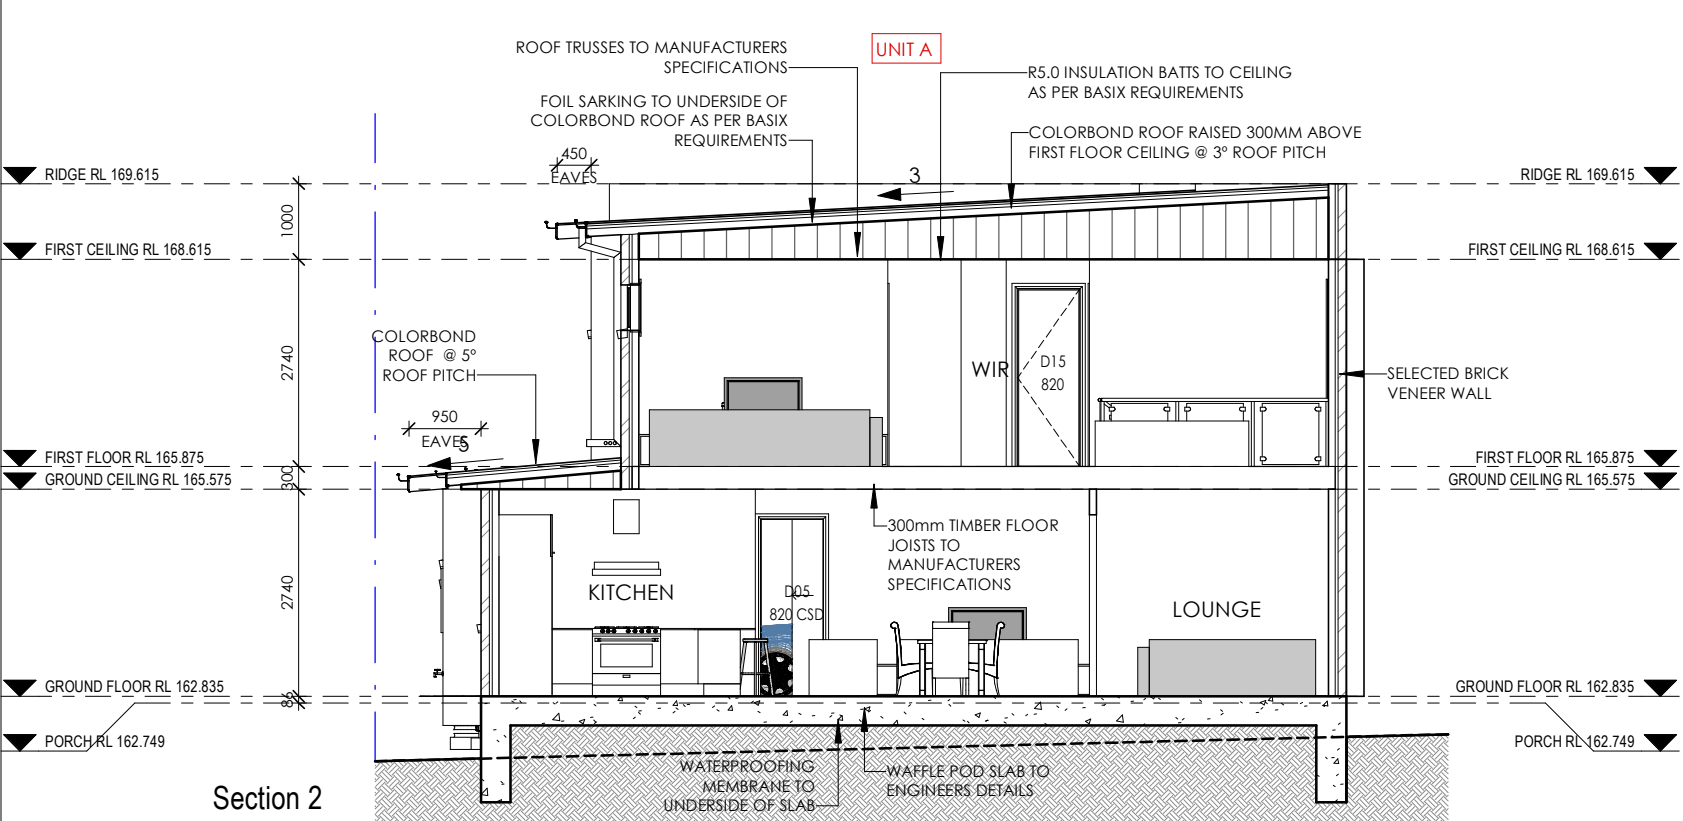 UNIT A
ROOF TRUSSES TO MANUFACTURERS
SPECIFICATIONS
R5.0 INSULATION BATTS TO CEILING
AS PER BASIX REQUIREMENTS
FOIL SARKING TO UNDERSIDE OF
COLORBOND ROOF AS PER BASIX
REQUIREMENTS
COLORBOND ROOF RAISED 300MM ABOVE
FIRST FLOOR CEILING @ 3° ROOF PITCH
450
EAVES
3
RIDGE RL 169.615
RIDGE RL 169.615
1000
FIRST CEILING RL 168.615
FIRST CEILING RL 168.615
COLORBOND
ROOF @ 5°
ROOF PITCH
2740
WIR
D15
820
SELECTED BRICK
VENEER WALL
950
EAVES
5
FIRST FLOOR RL 165.875
FIRST FLOOR RL 165.875
300
GROUND CEILING RL 165.575
GROUND CEILING RL 165.575
300mm TIMBER FLOOR
JOISTS TO
MANUFACTURERS
SPECIFICATIONS
2740
KITCHEN
D05
820 CSD
LOUNGE
GROUND FLOOR RL 162.835
GROUND FLOOR RL 162.835
86
PORCH RL 162.749
PORCH RL 162.749
WATERPROOFING
MEMBRANE TO
UNDERSIDE OF SLAB
WAFFLE POD SLAB TO
ENGINEERS DETAILS
Section 2